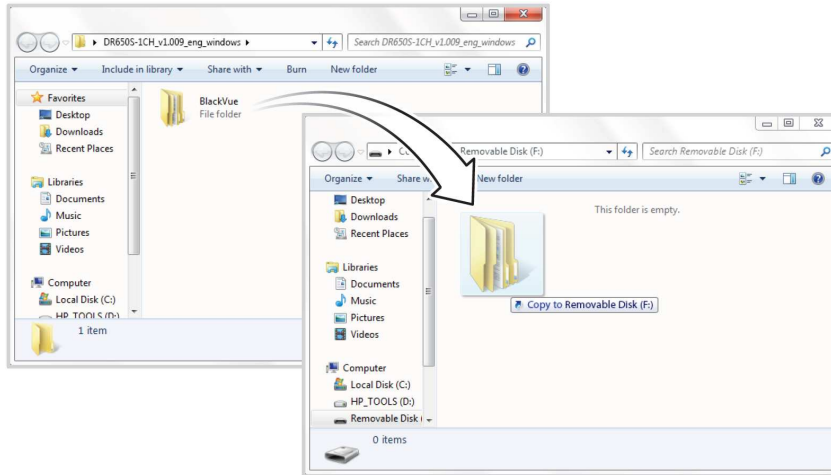 DR650S-1CH_v1.009_eng_windows
Search DR650S-1CH_v1.009_eng_windows
Organize Include in library Share with Burn New folder
Favorites
Desktop
Downloads
Recent Places
Libraries
Documents
Music
Pictures
Videos
Computer
Local Disk (C:)
HP_TOOLS (D:)
1 item
BlackVue
File folder
Removable Disk (F:)
Search Removable Disk (F:)
Organize Share New folder
Desktop
Downloads
Recent Places
Libraries
Documents
Music
Pictures
Videos
Computer
Local Disk (C:)
HP_TOOLS (D:)
Removable Disk
0 items
This folder is empty.
Copy to Removable Disk (F:)